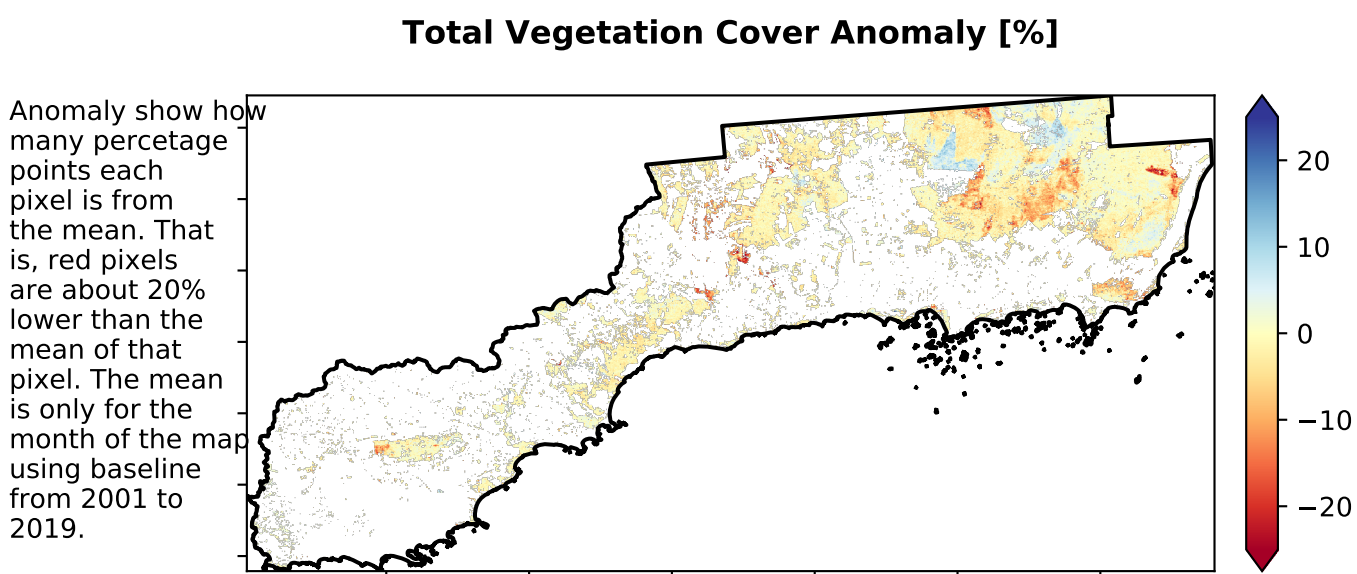 Total Vegetation Cover Anomaly [%]
Anomaly show how
many percetage
points each
pixel is from
the mean. That
is, red pixels
are about 20%
lower than the
mean of that
pixel. The mean
is only for the
month of the map
using baseline
from 2001 to
2019.
20
10
0
−10
−20